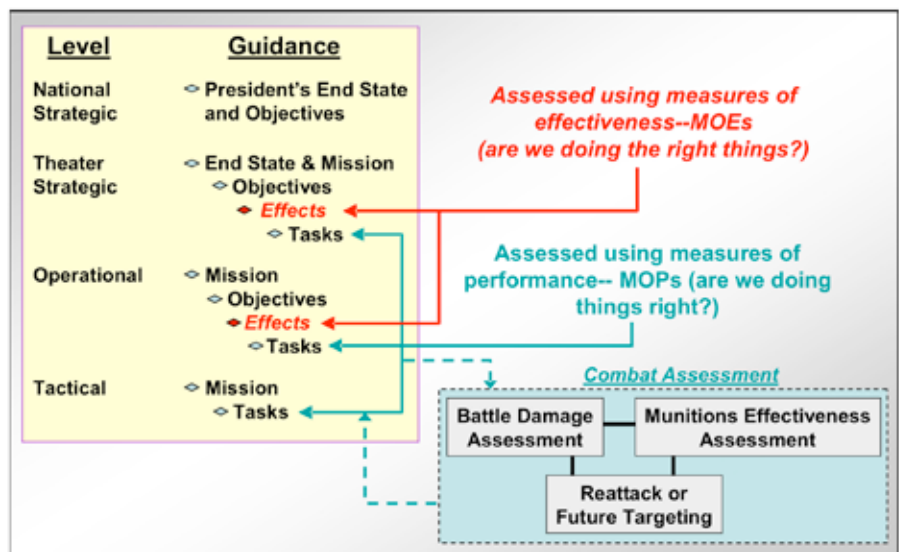 Level Guidance
National Strategic
President's End State and Objectives
Theater Strategic
End State & Mission
Objectives
Effects
Tasks
Operational
Mission
Objectives
Effects
Tasks
Tactical
Mission
Tasks
Assessed using measures of
effectiveness--MOEs
(are we doing the right things?)
Assessed using measures of
performance-- MOPs (are we doing
things right?)
Combat Assessment
Battle Damage
Assessment
Munitions Effectiveness
Assessment
Reattack or
Future Targeting